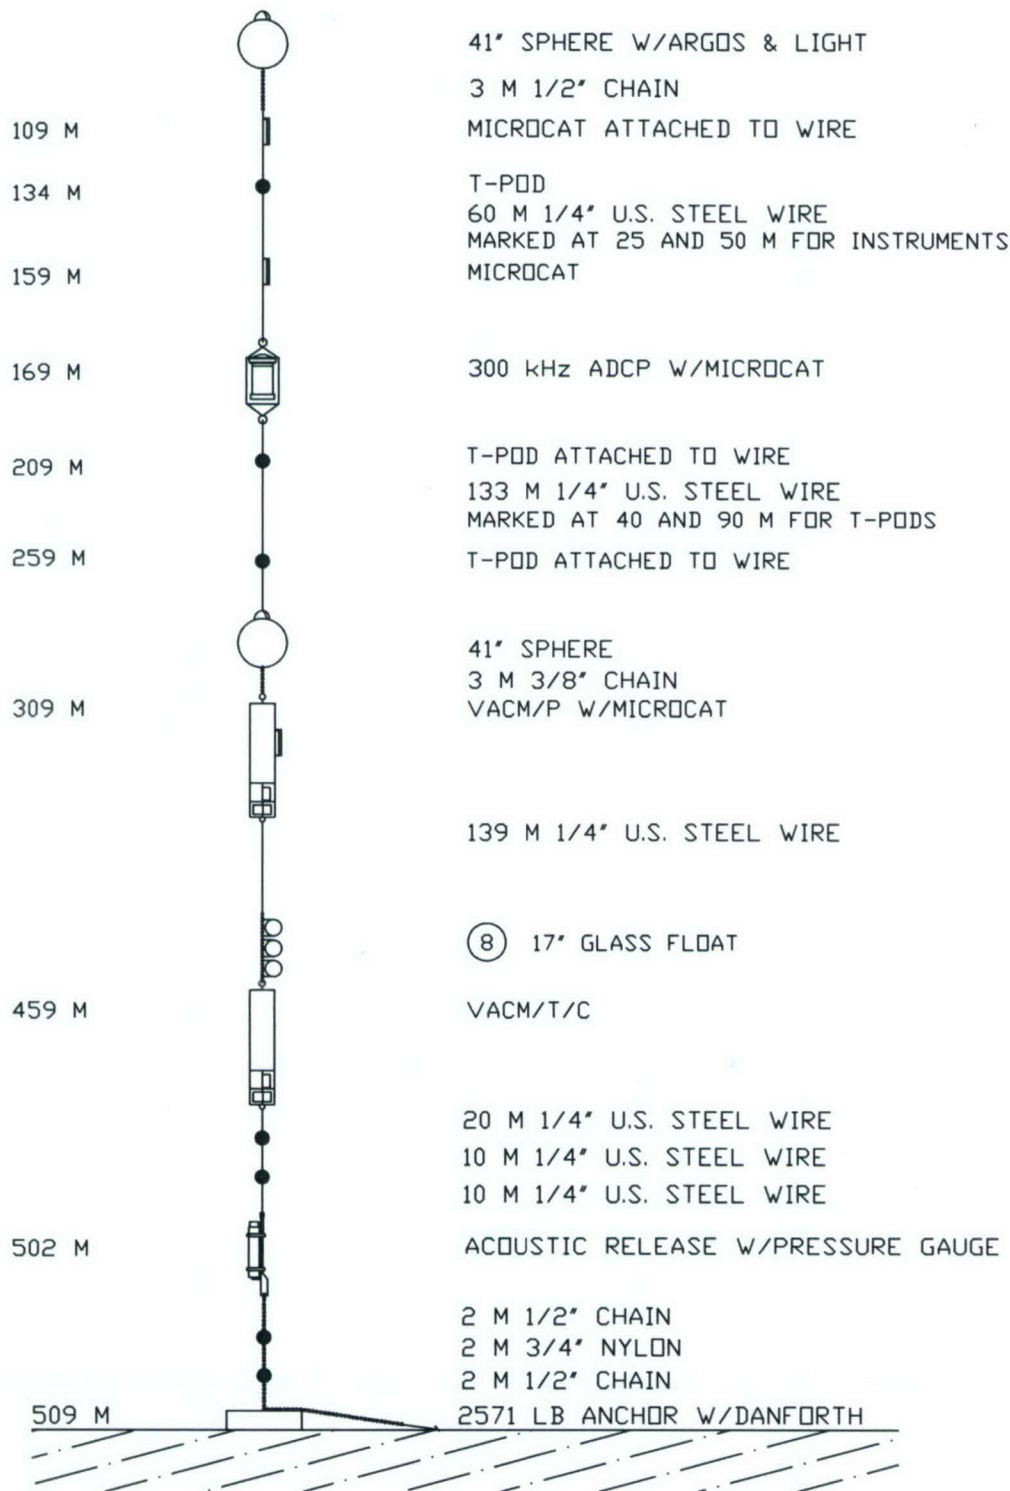 41" SPHERE W/ARGOS & LIGHT
3 M 1/2" CHAIN
109 M MICROCAT ATTACHED TO WIRE
134 M T-POD
60 M 1/4" U.S. STEEL WIRE
MARKED AT 25 AND 50 M FOR INSTRUMENTS
159 M MICROCAT
169 M 300 kHz ADCP W/MICROCAT
209 M T-POD ATTACHED TO WIRE
133 M 1/4" U.S. STEEL WIRE
MARKED AT 40 AND 90 M FOR T-PODS
259 M T-POD ATTACHED TO WIRE
41" SPHERE
3 M 3/8" CHAIN
309 M VACM/P W/MICROCAT
139 M 1/4" U.S. STEEL WIRE
8 17" GLASS FLOAT
459 M VACM/T/C
20 M 1/4" U.S. STEEL WIRE
10 M 1/4" U.S. STEEL WIRE
10 M 1/4" U.S. STEEL WIRE
502 M ACOUSTIC RELEASE W/PRESSURE GAUGE
2 M 1/2" CHAIN
2 M 3/4" NYLON
2 M 1/2" CHAIN
509 M 2571 LB ANCHOR W/DANFORTH